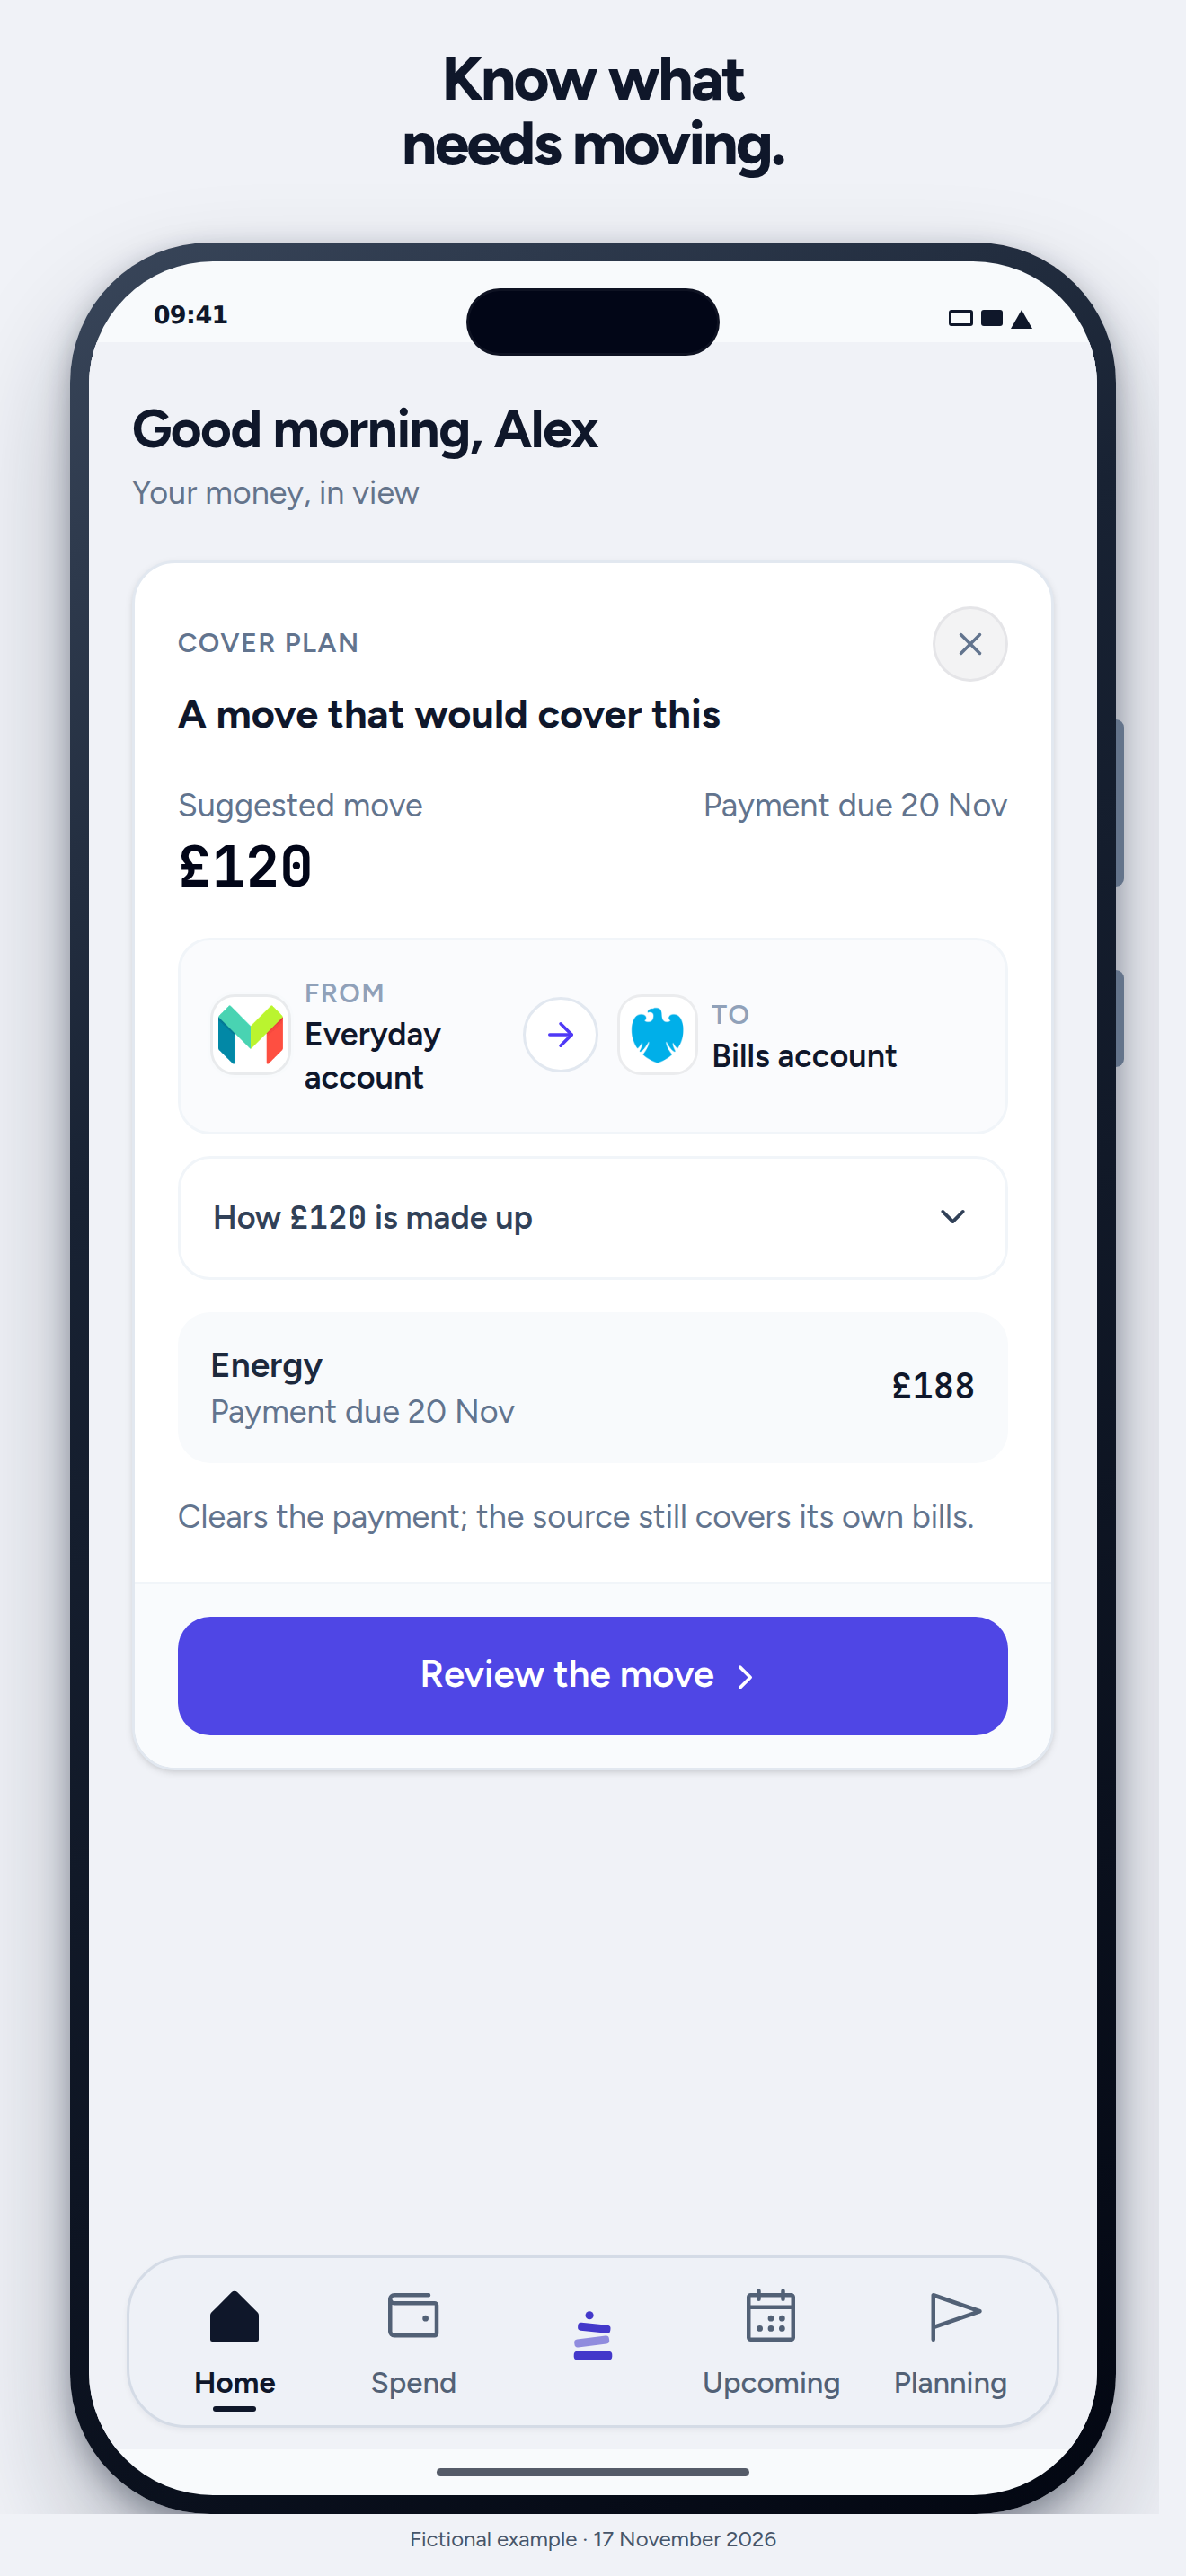 Know what
needs moving.
09:41
Good morning, Alex
Your money, in view
COVER PLAN
A move that would cover this
Suggested move
Payment due 20 Nov
£120
FROM
Everyday
account
TO
Bills account
How £120 is made up
Energy
Payment due 20 Nov
£188
Clears the payment; the source still covers its own bills.
Review the move
Home
Spend
Upcoming
Planning
Fictional example · 17 November 2026